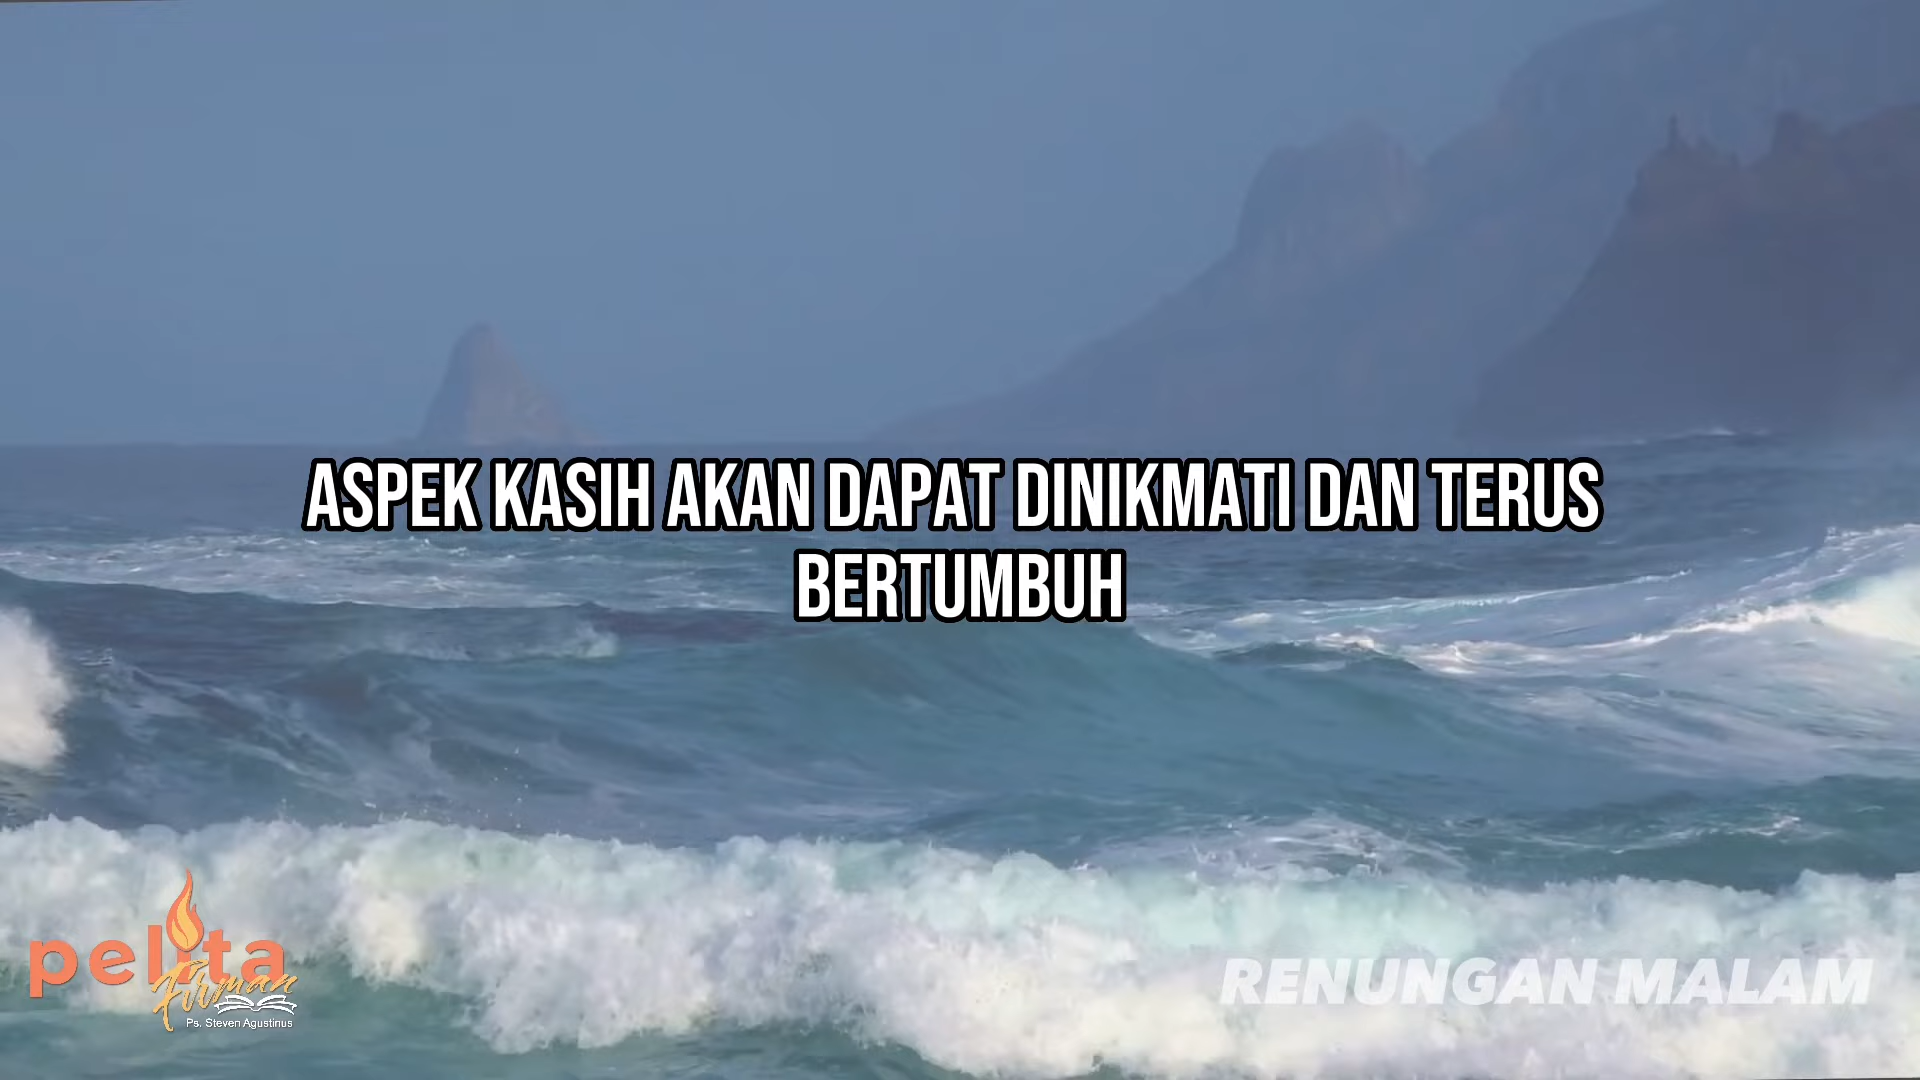 ASPEK KASIH AKAN DAPAT DINIKMATI DAN TERUS
BERTUMBUH
pelita
Firman
Ps. Steven Agustinus
RENUNGAN MALAM